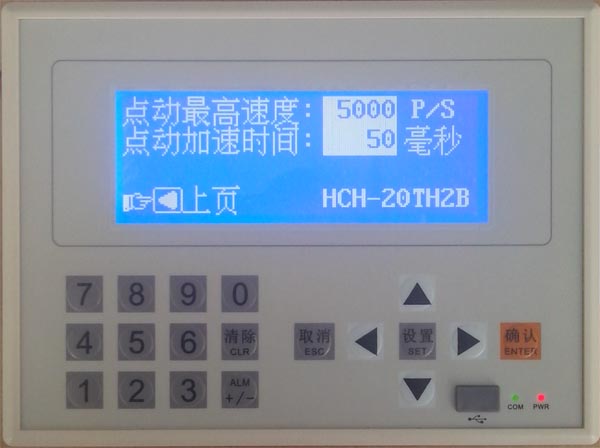 点动最高速度: 5000 P/S
点动加速时间: 50 毫秒
上页 HCH-20TH2B
7 8 9 0
4 5 6 清除 CLR 取消 ESC 设置 SET 确认 ENTER
1 2 3 ALM +/-
COM PWR